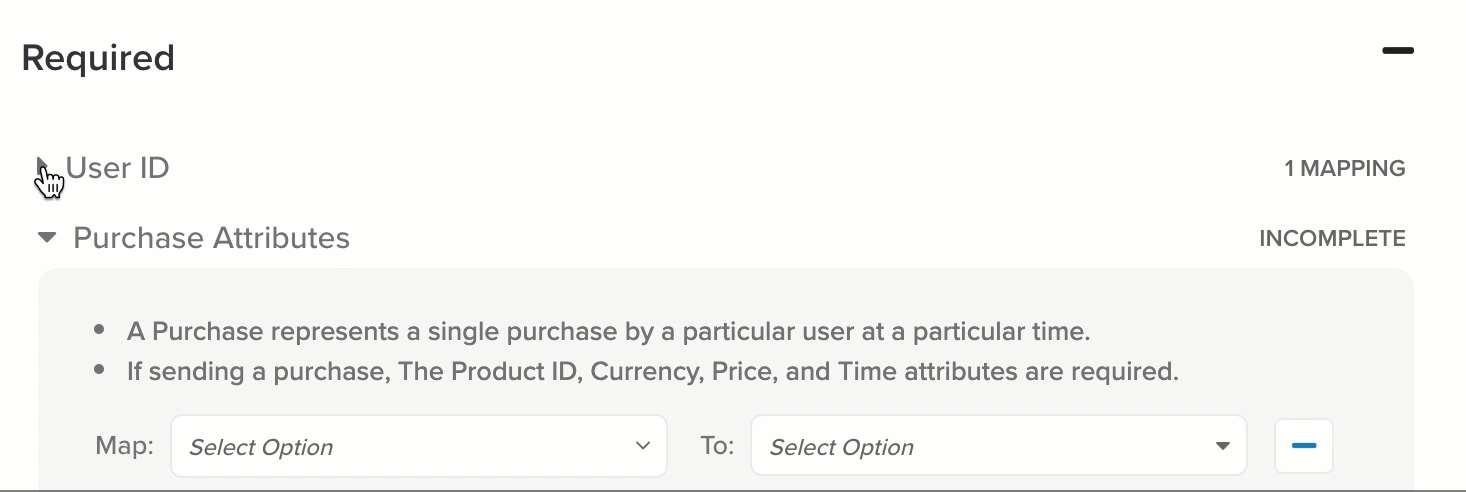 Required
User ID
1 MAPPING
Purchase Attributes
INCOMPLETE
A Purchase represents a single purchase by a particular user at a particular time.
If sending a purchase, The Product ID, Currency, Price, and Time attributes are required.
Map: Select Option To: Select Option